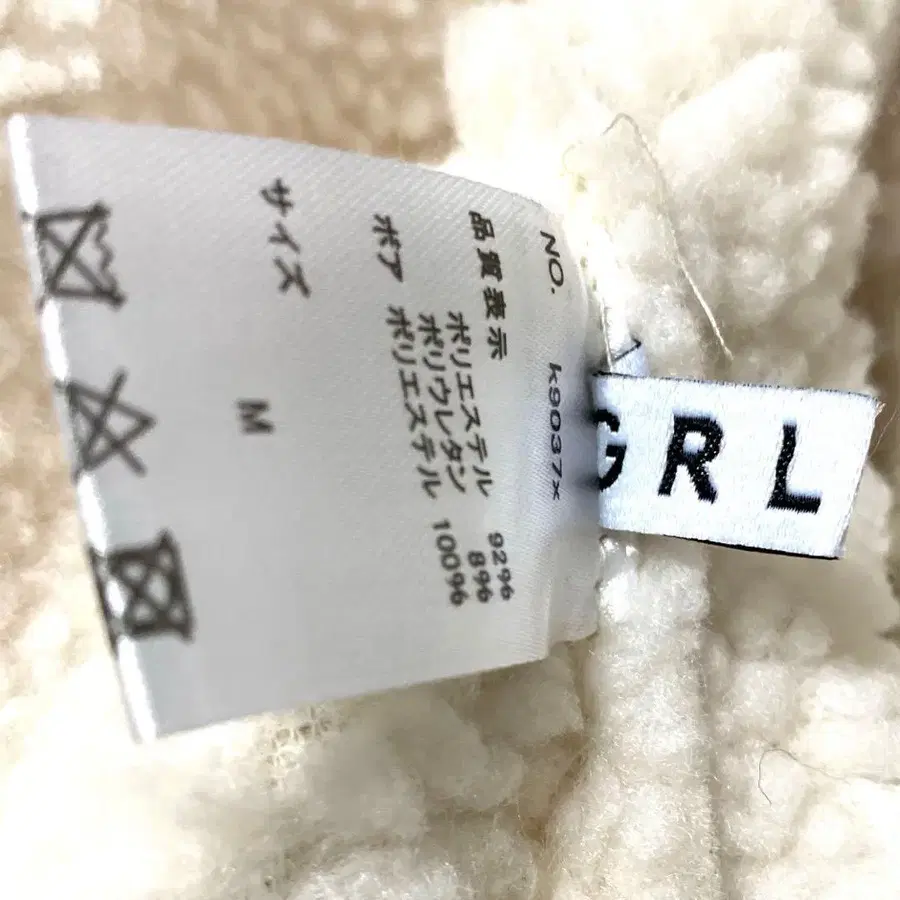 NO. k9037x
品質表示
ポリエステル 92%
ポリウレタン 8%
ボア ポリエステル 100%
サイズ M
GRL